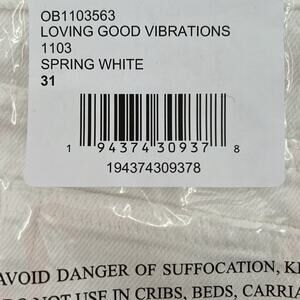 OB1103563
LOVING GOOD VIBRATIONS
1103
SPRING WHITE
31
1 94374 30937 8
194374309378
AVOID DANGER OF SUFFOCATION,
DO NOT USE IN CRIBS, BEDS,